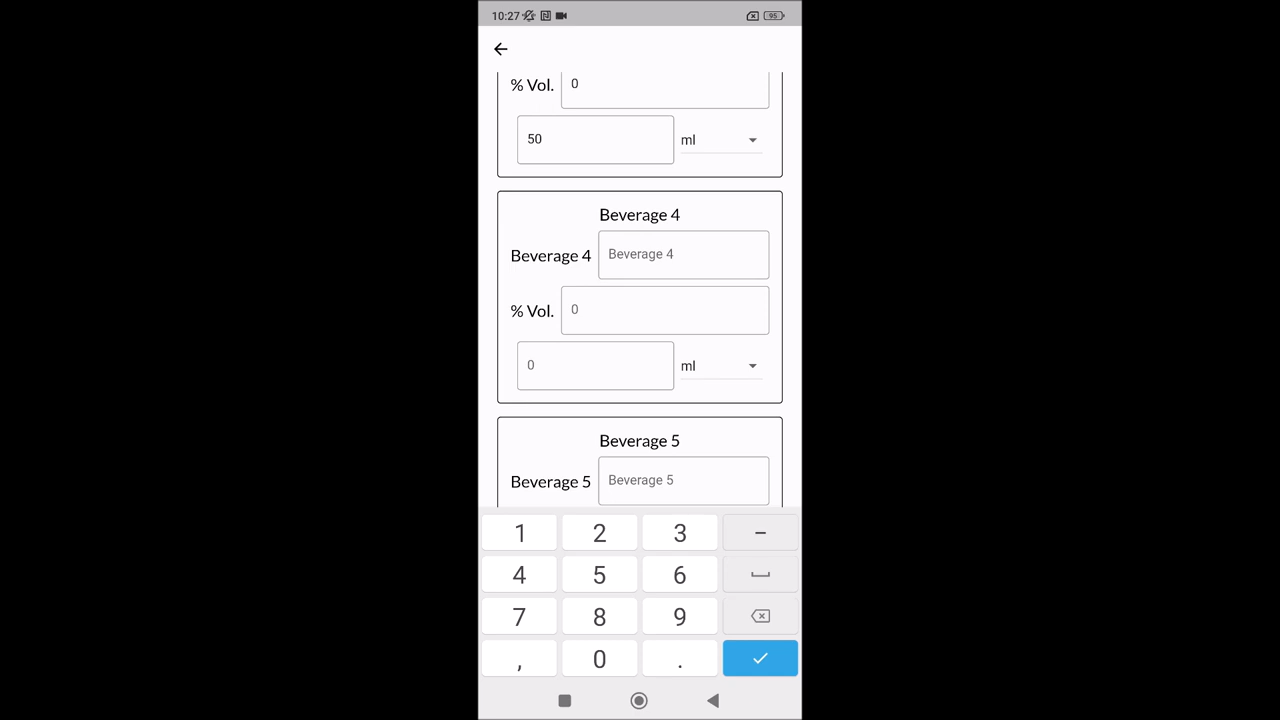 10:27 95
% Vol. 0
50 ml
Beverage 4
Beverage 4 Beverage 4
% Vol. 0
0 ml
Beverage 5
Beverage 5 Beverage 5
1 2 3 –
4 5 6
7 8 9
, 0 .